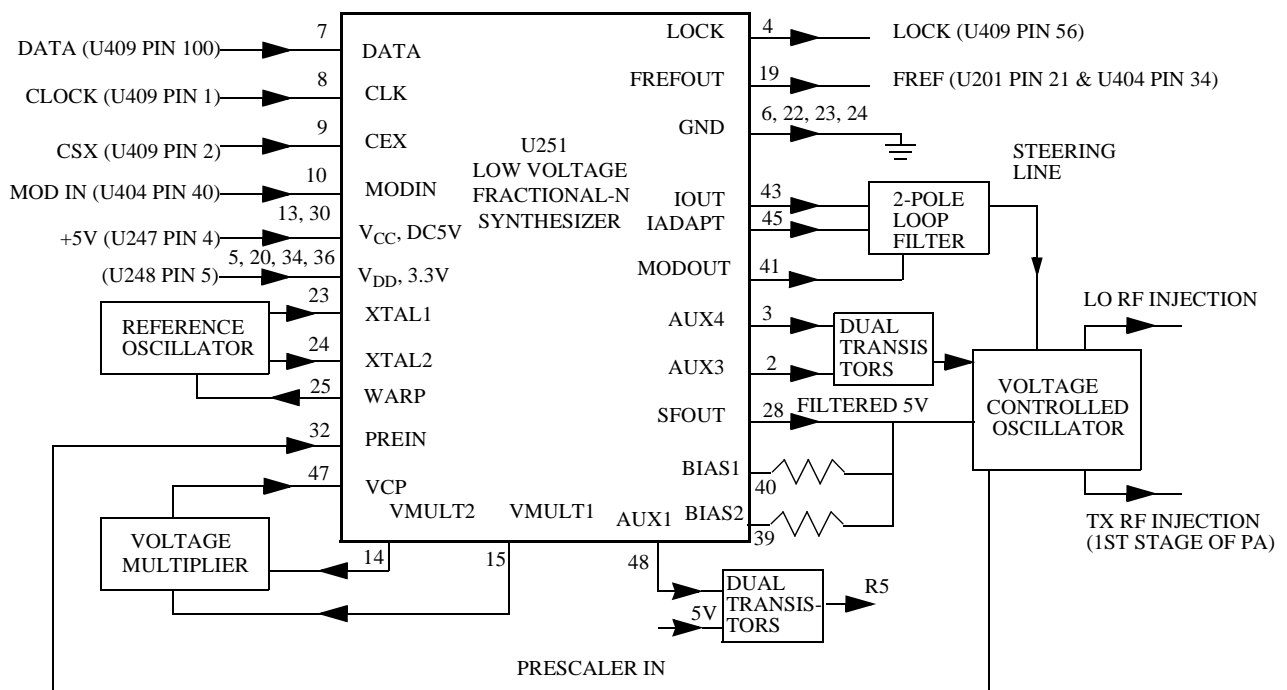 7
DATA (U409 PIN 100)
DATA
8
CLOCK (U409 PIN 1)
CLK
9
CSX (U409 PIN 2)
CEX
10
MOD IN (U404 PIN 40)
MODIN
13, 30
+5V (U247 PIN 4)
VCC, DC5V
5, 20, 34, 36
(U248 PIN 5)
VDD, 3.3V
23
XTAL1
REFERENCE
OSCILLATOR
24
XTAL2
25
WARP
32
PREIN
47
VCP
VOLTAGE
MULTIPLIER
VMULT2
14
VMULT1
15
AUX1
48
U251
LOW VOLTAGE
FRACTIONAL-N
SYNTHESIZER
LOCK
4
LOCK (U409 PIN 56)
FREFOUT
19
FREF (U201 PIN 21 & U404 PIN 34)
GND
6, 22, 23, 24
IOUT
43
IADAPT
45
2-POLE
LOOP
FILTER
STEERING
LINE
MODOUT
41
AUX4
3
AUX3
2
DUAL
TRANSIS
TORS
SFOUT
28
FILTERED 5V
BIAS1
40
BIAS2
39
LO RF INJECTION
VOLTAGE
CONTROLLED
OSCILLATOR
TX RF INJECTION
(1ST STAGE OF PA)
5V
DUAL
TRANSIS-
TORS
R5
PRESCALER IN